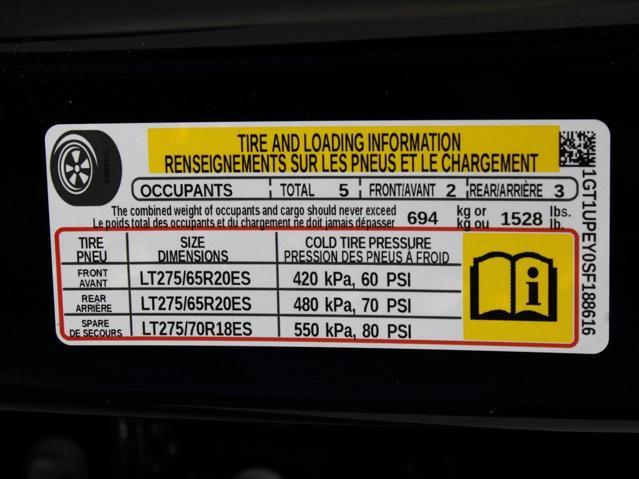 TIRE AND LOADING INFORMATION
RENSEIGNEMENTS SUR LES PNEUS ET LE CHARGEMENT
OCCUPANTS TOTAL 5 FRONT/AVANT 2 REAR/ARRIÈRE 3
The combined weight of occupants and cargo should never exceed 694 kg or 1528 lbs.
Le poids total des occupants et du chargement ne doit jamais dépasser kg ou lb.
TIRE SIZE COLD TIRE PRESSURE
PNEU DIMENSIONS PRESSION DES PNEUS À FROID
FRONT
AVANT LT275/65R20ES 420 kPa, 60 PSI
REAR
ARRIÈRE LT275/65R20ES 480 kPa, 70 PSI
SPARE
DE SECOURS LT275/70R18ES 550 kPa, 80 PSI
i
1GT1UPEY0SF188616